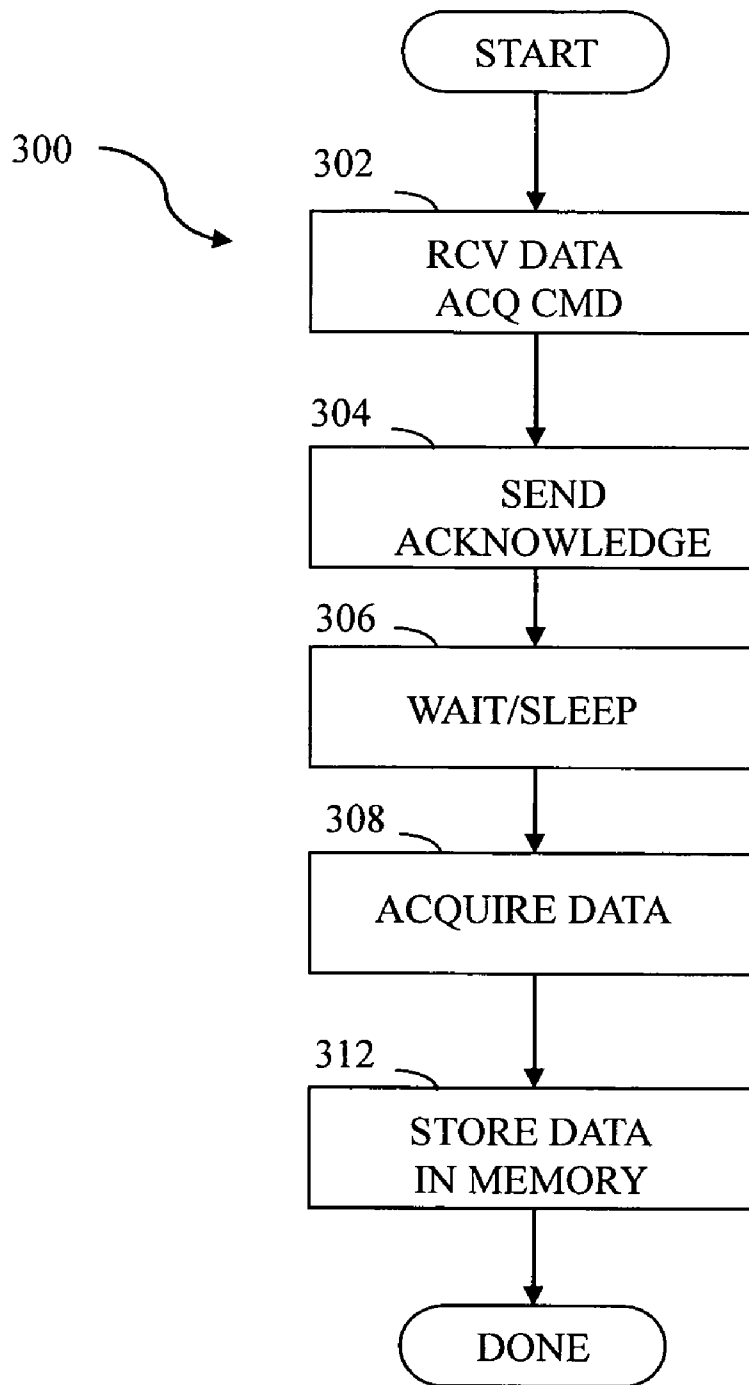 START
300
302
RCV DATA
ACQ CMD
304
SEND
ACKNOWLEDGE
306
WAIT/SLEEP
308
ACQUIRE DATA
312
STORE DATA
IN MEMORY
DONE